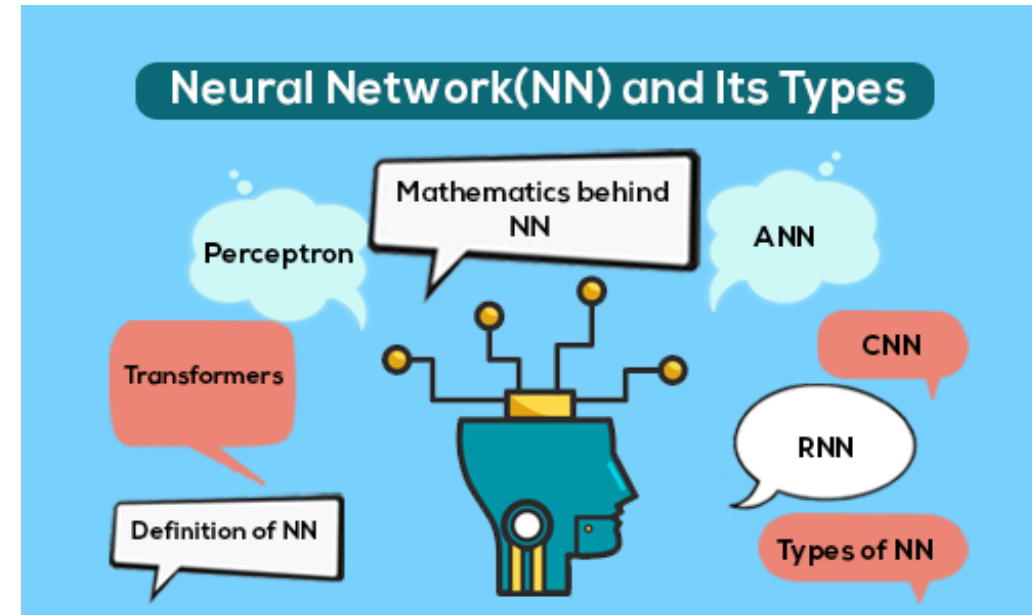 Neural Network(NN) and Its Types
Mathematics behind
NN
Perceptron
ANN
Transformers
CNN
RNN
Definition of NN
Types of NN